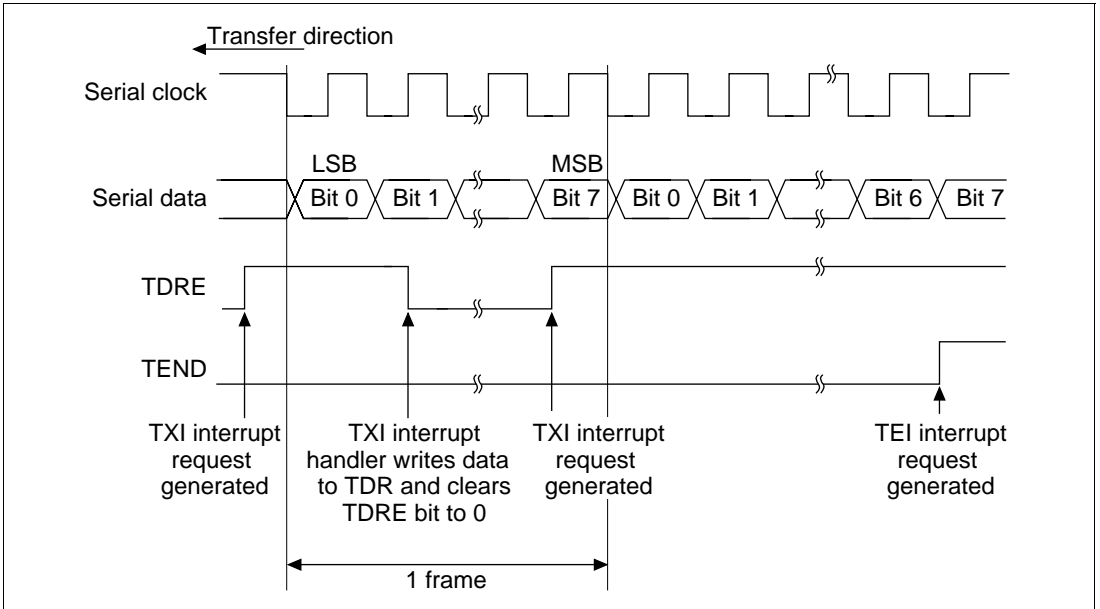 Transfer direction
Serial clock
LSB
MSB
Serial data
Bit 0
Bit 1
Bit 7
Bit 0
Bit 1
Bit 6
Bit 7
TDRE
TEND
TXI interrupt
request
generated
TXI interrupt
handler writes data
to TDR and clears
TDRE bit to 0
TXI interrupt
request
generated
TEI interrupt
request
generated
1 frame